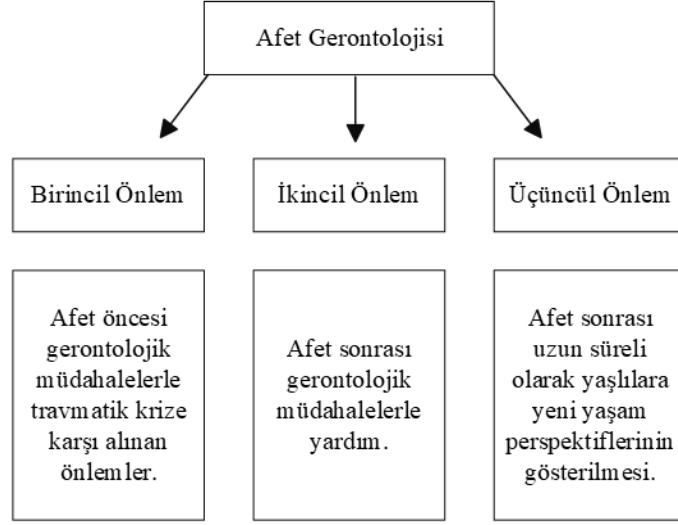 Afet Gerontolojisi
Birincil Önlem
İkincil Önlem
Üçüncül Önlem
Afet öncesi
gerontolojik
müdahalelerle
travmatik krize
karşı alınan
önlemler.
Afet sonrası
gerontolojik
müdahalelerle
yardım.
Afet sonrası
uzun süreli
olarak yaşlılara
yeni yaşam
perspektiflerinin
gösterilmesi.